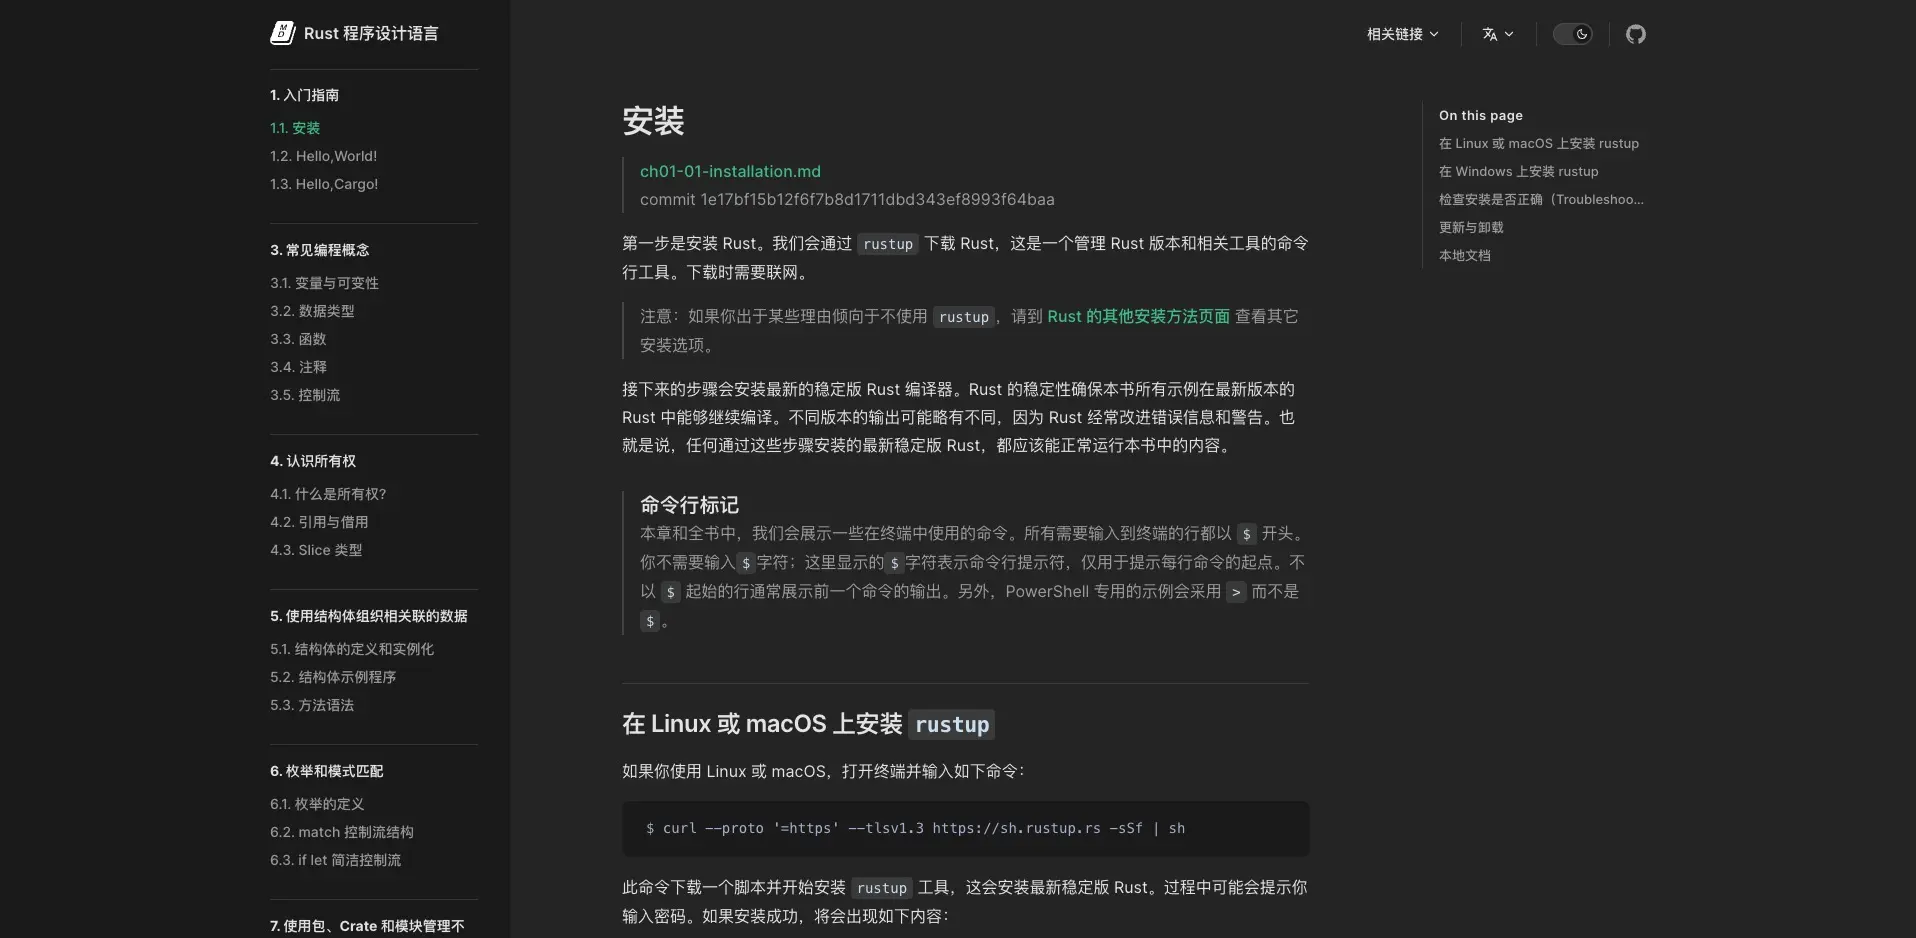 Rust 程序设计语言
相关链接
1. 入门指南
1.1. 安装
1.2. Hello,World!
1.3. Hello,Cargo!
3. 常见编程概念
3.1. 变量与可变性
3.2. 数据类型
3.3. 函数
3.4. 注释
3.5. 控制流
4. 认识所有权
4.1. 什么是所有权?
4.2. 引用与借用
4.3. Slice 类型
5. 使用结构体组织相关联的数据
5.1. 结构体的定义和实例化
5.2. 结构体示例程序
5.3. 方法语法
6. 枚举和模式匹配
6.1. 枚举的定义
6.2. match 控制流结构
6.3. if let 简洁控制流
7. 使用包、Crate 和模块管理不
安装
ch01-01-installation.md
commit 1e17bf15b12f6f7b8d1711dbd343ef8993f64baa
第一步是安装 Rust。我们会通过 rustup 下载 Rust，这是一个管理 Rust 版本和相关工具的命令
行工具。下载时需要联网。
注意：如果你出于某些理由倾向于不使用 rustup，请到 Rust 的其他安装方法页面 查看其它
安装选项。
接下来的步骤会安装最新的稳定版 Rust 编译器。Rust 的稳定性确保本书所有示例在最新版本的
Rust 中能够继续编译。不同版本的输出可能略有不同，因为 Rust 经常改进错误信息和警告。也
就是说，任何通过这些步骤安装的最新稳定版 Rust，都应该能正常运行本书中的内容。
命令行标记
本章和全书中，我们会展示一些在终端中使用的命令。所有需要输入到终端的行都以 $ 开头。
你不需要输入$字符；这里显示的$字符表示命令行提示符，仅用于提示每行命令的起点。不
以 $ 起始的行通常展示前一个命令的输出。另外，PowerShell 专用的示例会采用 > 而不是
$。
在 Linux 或 macOS 上安装 rustup
如果你使用 Linux 或 macOS，打开终端并输入如下命令：
$ curl --proto '=https' --tlsv1.3 https://sh.rustup.rs -sSf | sh
此命令下载一个脚本并开始安装 rustup 工具，这会安装最新稳定版 Rust。过程中可能会提示你
输入密码。如果安装成功，将会出现如下内容：
On this page
在 Linux 或 macOS 上安装 rustup
在 Windows 上安装 rustup
检查安装是否正确（Troubleshoo...
更新与卸载
本地文档